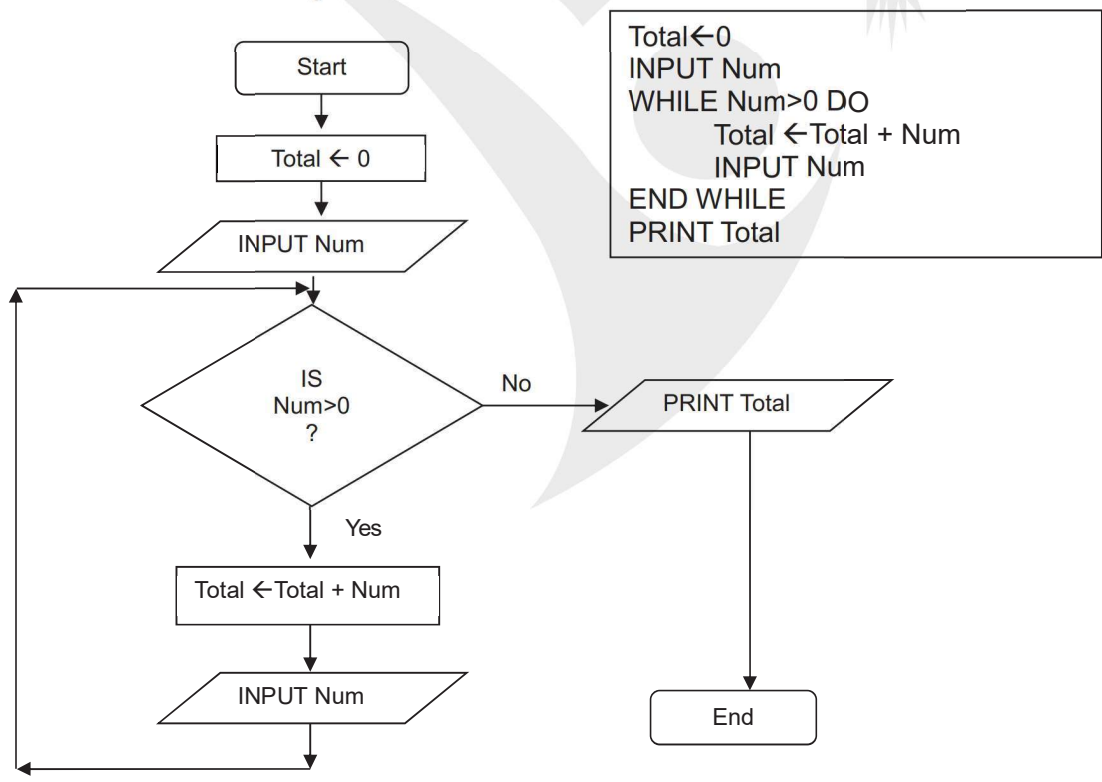 Start
Total ← 0
INPUT Num
IS
Num>0
?
No
PRINT Total
Yes
Total ←Total + Num
INPUT Num
End
Total←0
INPUT Num
WHILE Num>0 DO
Total ←Total + Num
INPUT Num
END WHILE
PRINT Total